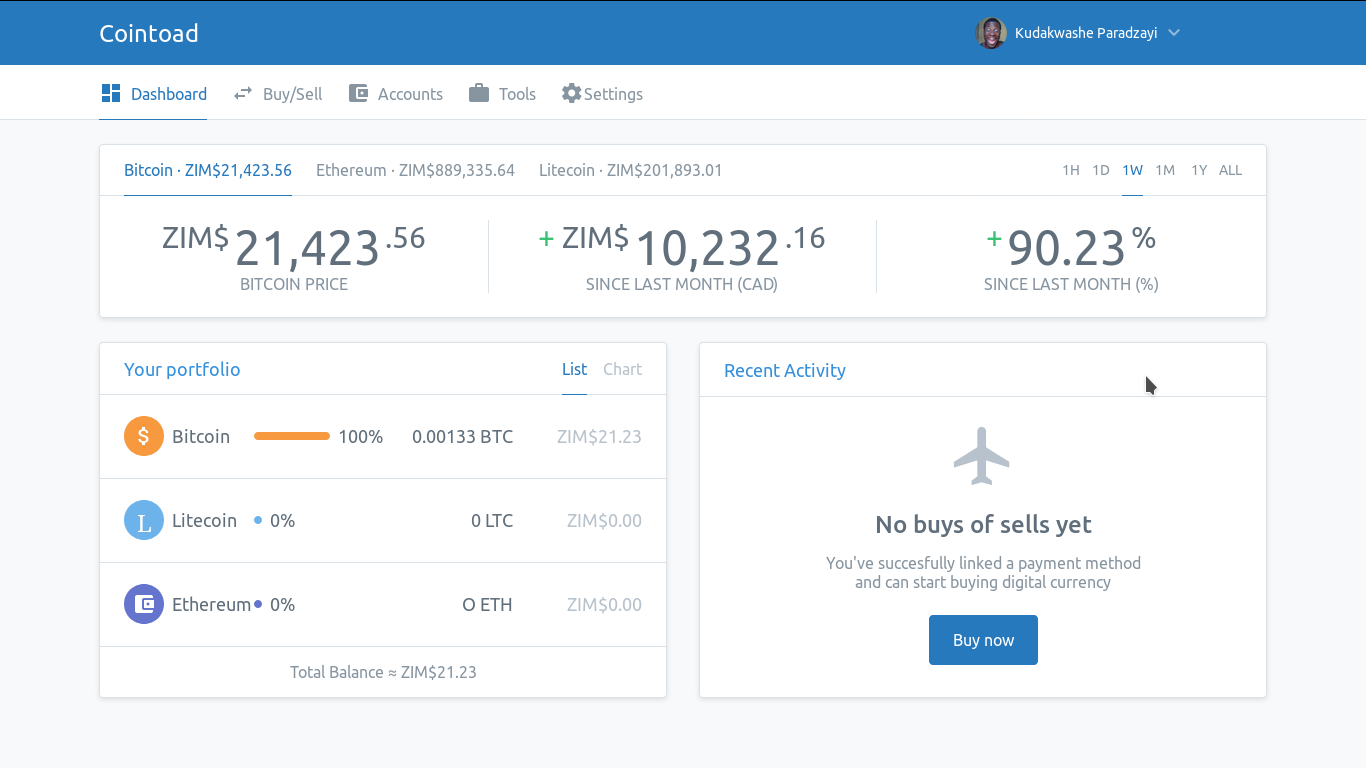 Cointoad
Kudakwashe Paradzayi
Dashboard Buy/Sell Accounts Tools Settings
Bitcoin · ZIM$21,423.56 Ethereum · ZIM$889,335.64 Litecoin · ZIM$201,893.01 1H 1D 1W 1M 1Y ALL
ZIM$21,423.56 + ZIM$10,232.16 +90.23%
BITCOIN PRICE SINCE LAST MONTH (CAD) SINCE LAST MONTH (%)
Your portfolio List Chart
$ Bitcoin 100% 0.00133 BTC ZIM$21.23
L Litecoin 0% 0 LTC ZIM$0.00
Ethereum 0% O ETH ZIM$0.00
Total Balance ≈ ZIM$21.23
Recent Activity
No buys of sells yet
You've succesfully linked a payment method
and can start buying digital currency
Buy now